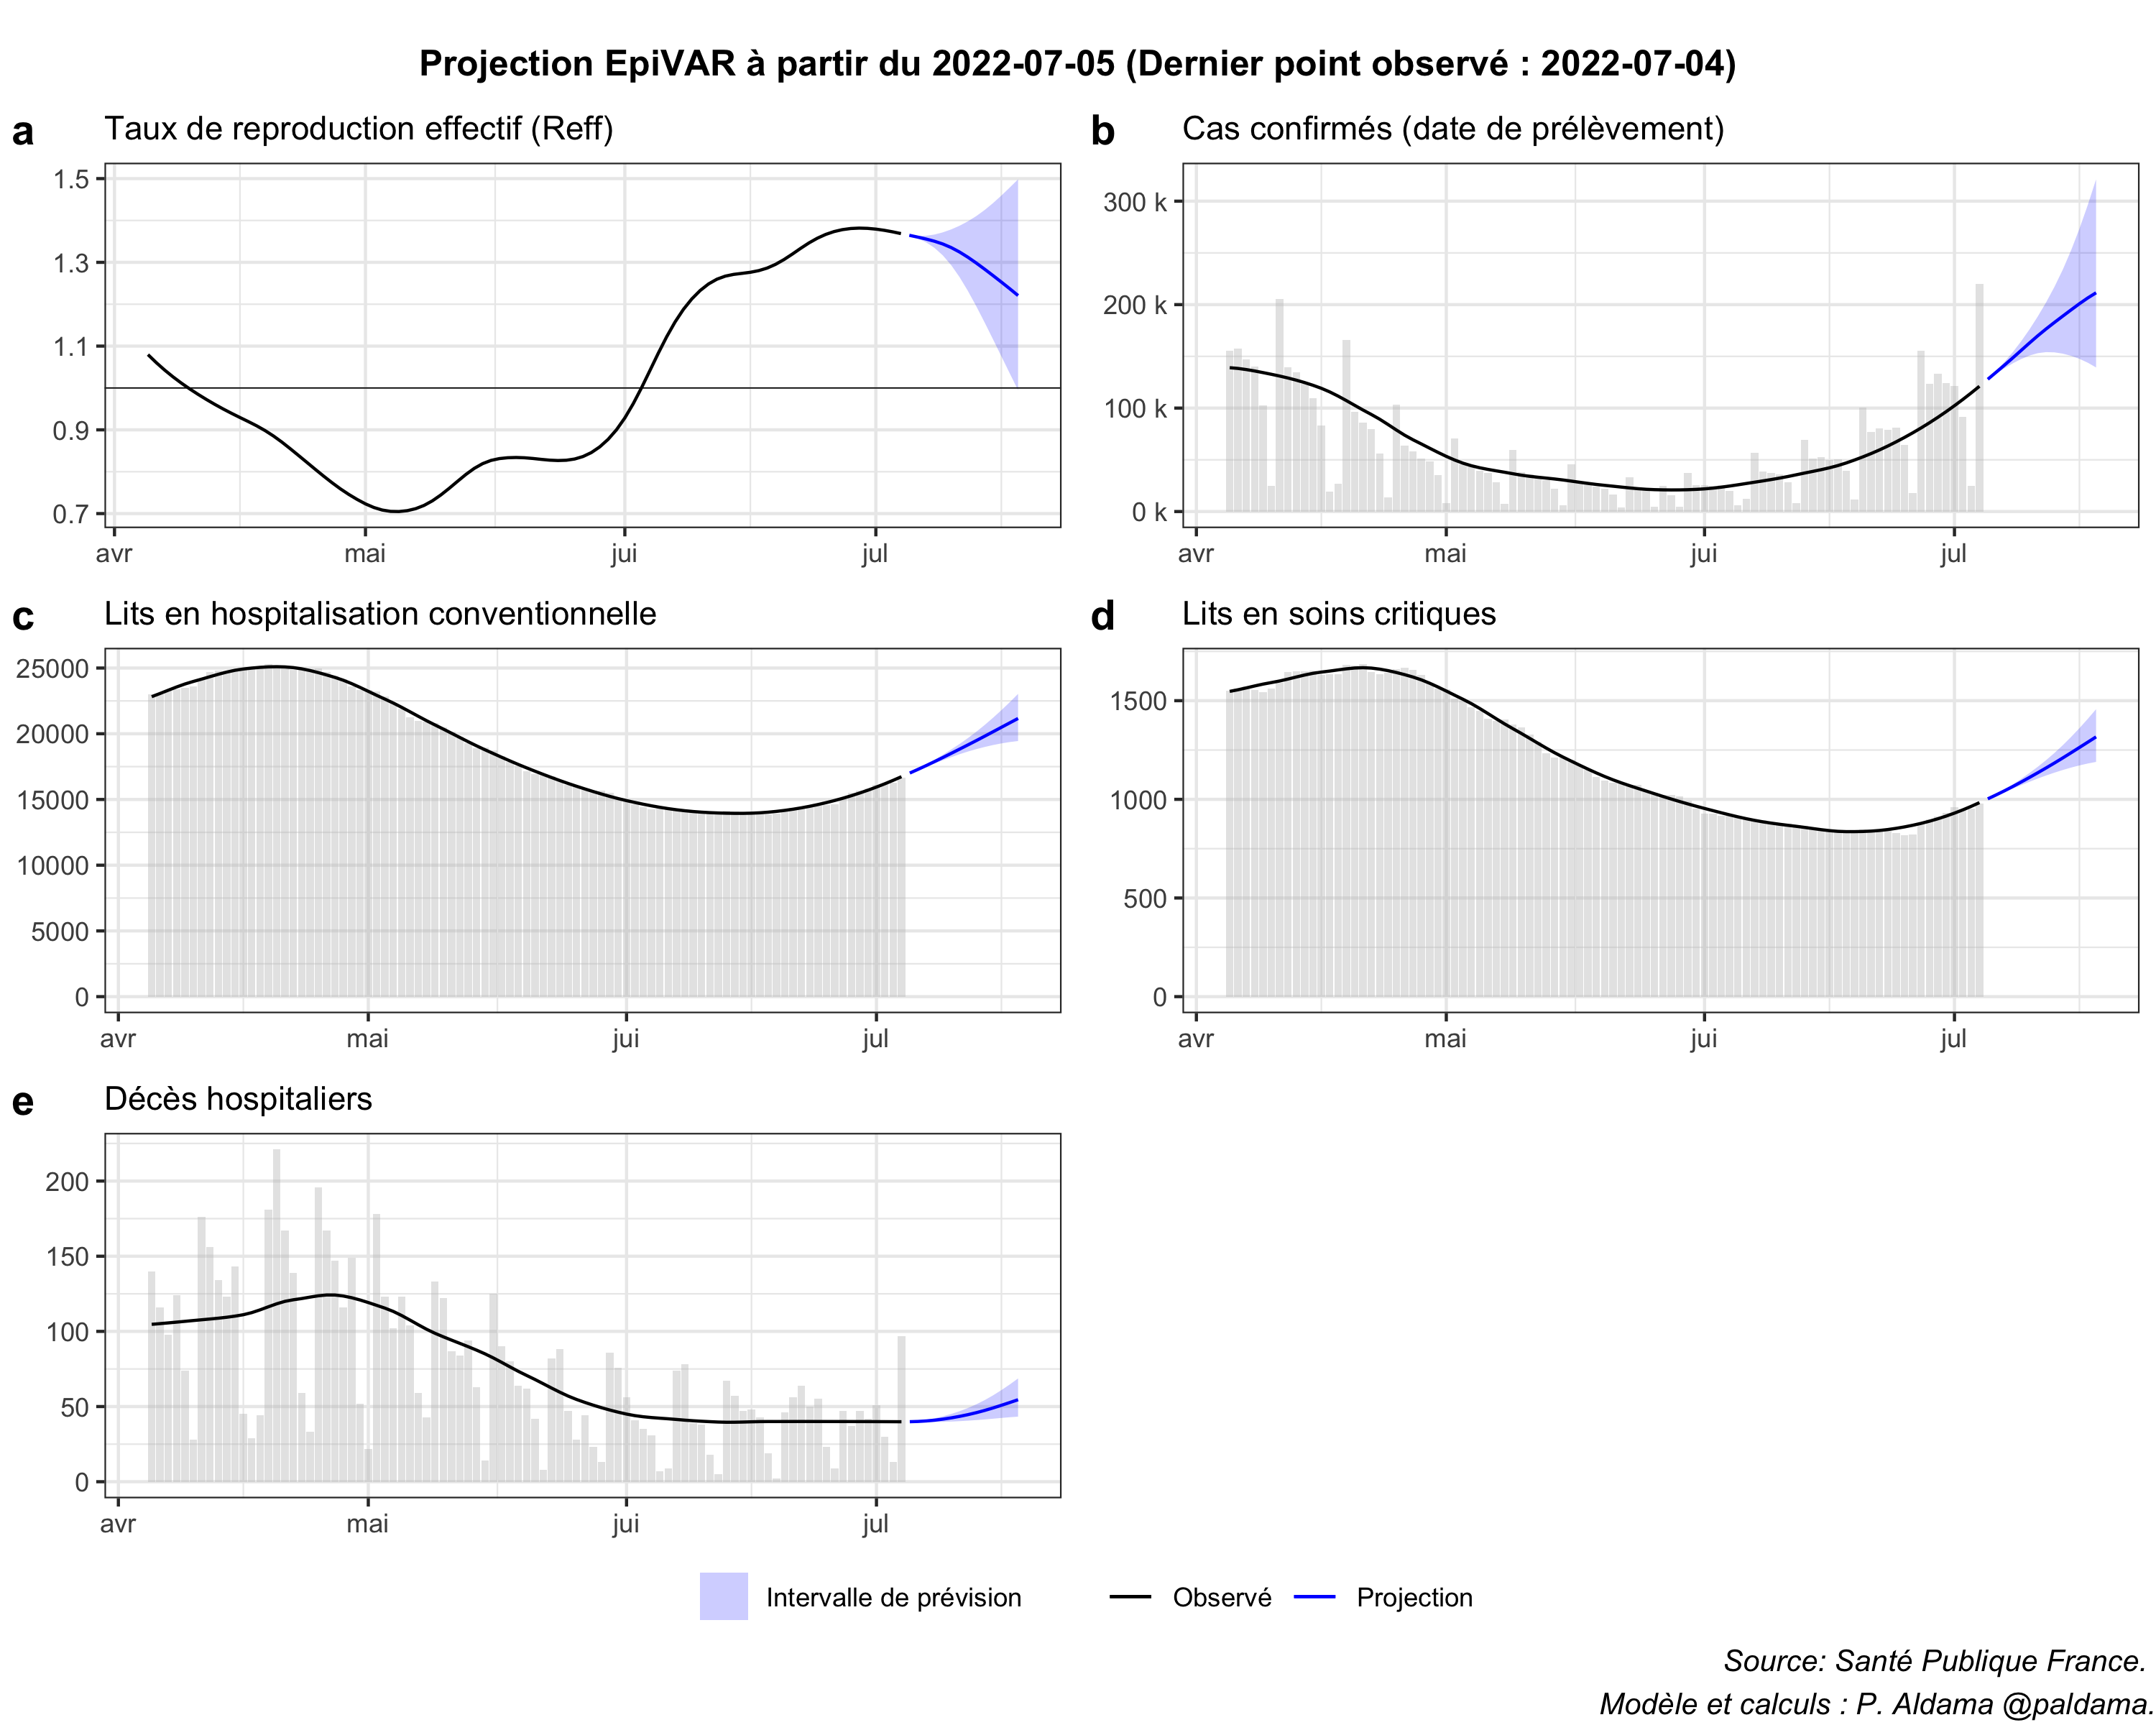 Projection EpiVAR à partir du 2022-07-05 (Dernier point observé : 2022-07-04)
a Taux de reproduction effectif (Reff)
1.5
1.3
1.1
0.9
0.7
avr mai jui jul
b Cas confirmés (date de prélèvement)
300 k
200 k
100 k
0 k
avr mai jui jul
c Lits en hospitalisation conventionnelle
25000
20000
15000
10000
5000
0
avr mai jui jul
d Lits en soins critiques
1500
1000
500
0
avr mai jui jul
e Décès hospitaliers
200
150
100
50
0
avr mai jui jul
Intervalle de prévision Observé Projection
Source: Santé Publique France.
Modèle et calculs : P. Aldama @paldama.